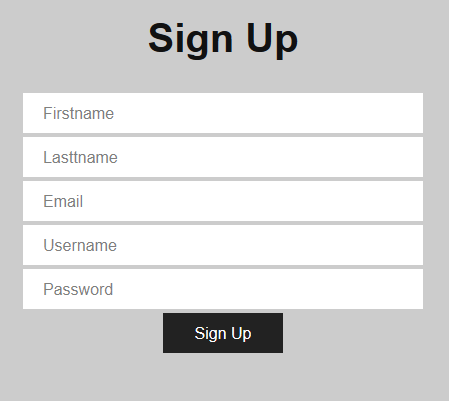 Sign Up
Firstname
Lasttname
Email
Username
Password
Sign Up